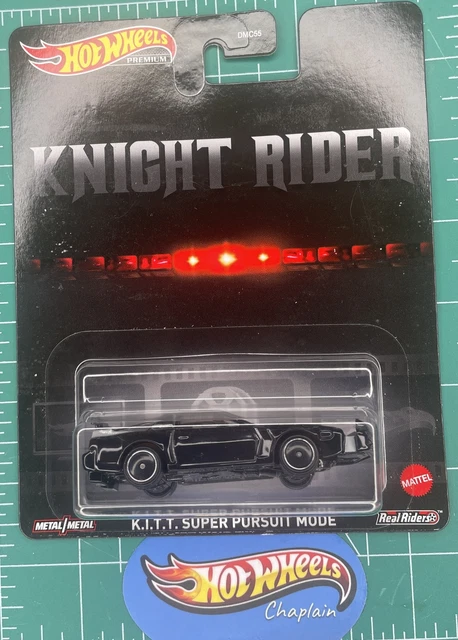 HOT WHEELS
PREMIUM
DMC55
KNIGHT RIDER
MATTEL
METAL/METAL
K.I.T.T. SUPER PURSUIT MODE
Real Riders
HOT WHEELS
Chaplain